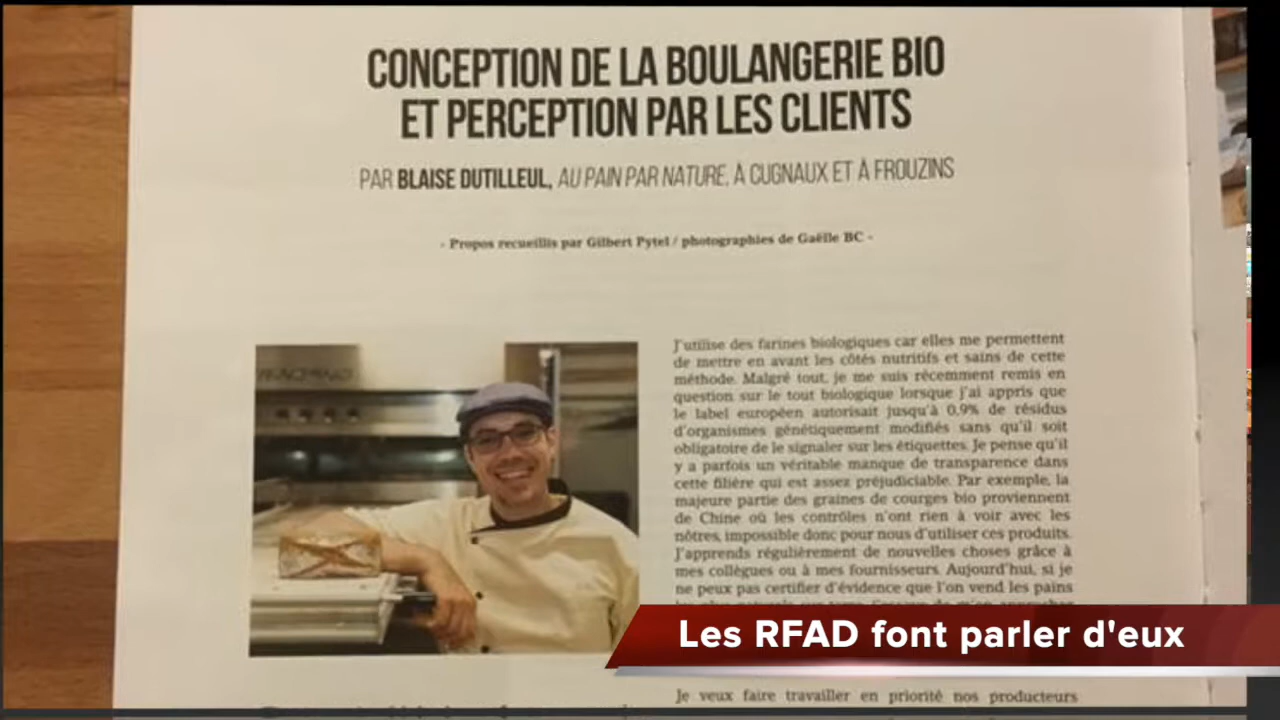 CONCEPTION DE LA BOULANGERIE BIO
ET PERCEPTION PAR LES CLIENTS
PAR BLAISE DUTILLEUL, AU PAIN PAR NATURE, À CUGNAUX ET À FROUZINS
- Propos recueillis par Gilbert Pytel / photographies de Gaëlle BC -
J'utilise des farines biologiques car elles me permettent
de mettre en avant les côtés nutritifs et sains de cette
méthode. Malgré tout, je me suis récemment remis en
question sur le tout biologique lorsque j'ai appris que
le label européen autorisait jusqu'à 0,9% de résidus
d'organismes génétiquement modifiés sans qu'il soit
obligatoire de le signaler sur les étiquettes. Je pense qu'il
y a parfois un véritable manque de transparence dans
cette filière qui est assez préjudiciable. Par exemple, la
majeure partie des graines de courges bio proviennent
de Chine où les contrôles n'ont rien à voir avec les
nôtres, impossible donc pour nous d'utiliser ces produits.
J'apprends régulièrement de nouvelles choses grâce à
mes collègues ou à mes fournisseurs. Aujourd'hui, si je
ne peux pas certifier d'évidence que l'on vend les pains
Les RFAD font parler d'eux
Je veux faire travailler en priorité nos producteurs